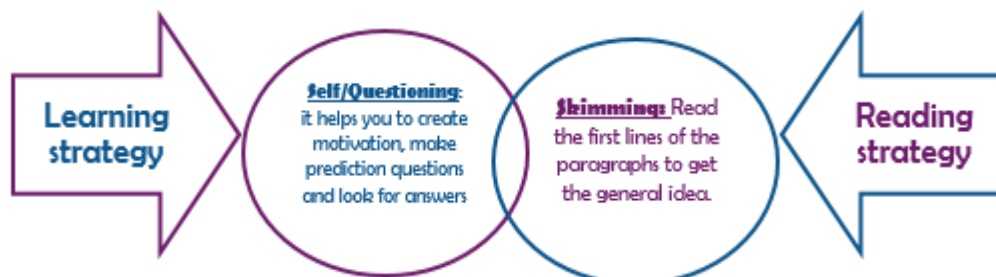 Learning
strategy
Self/Questioning:
it helps you to create
motivation, make
prediction questions
and look for answers
Skimming: Read
the first lines of the
paragraphs to get
the general idea.
Reading
strategy